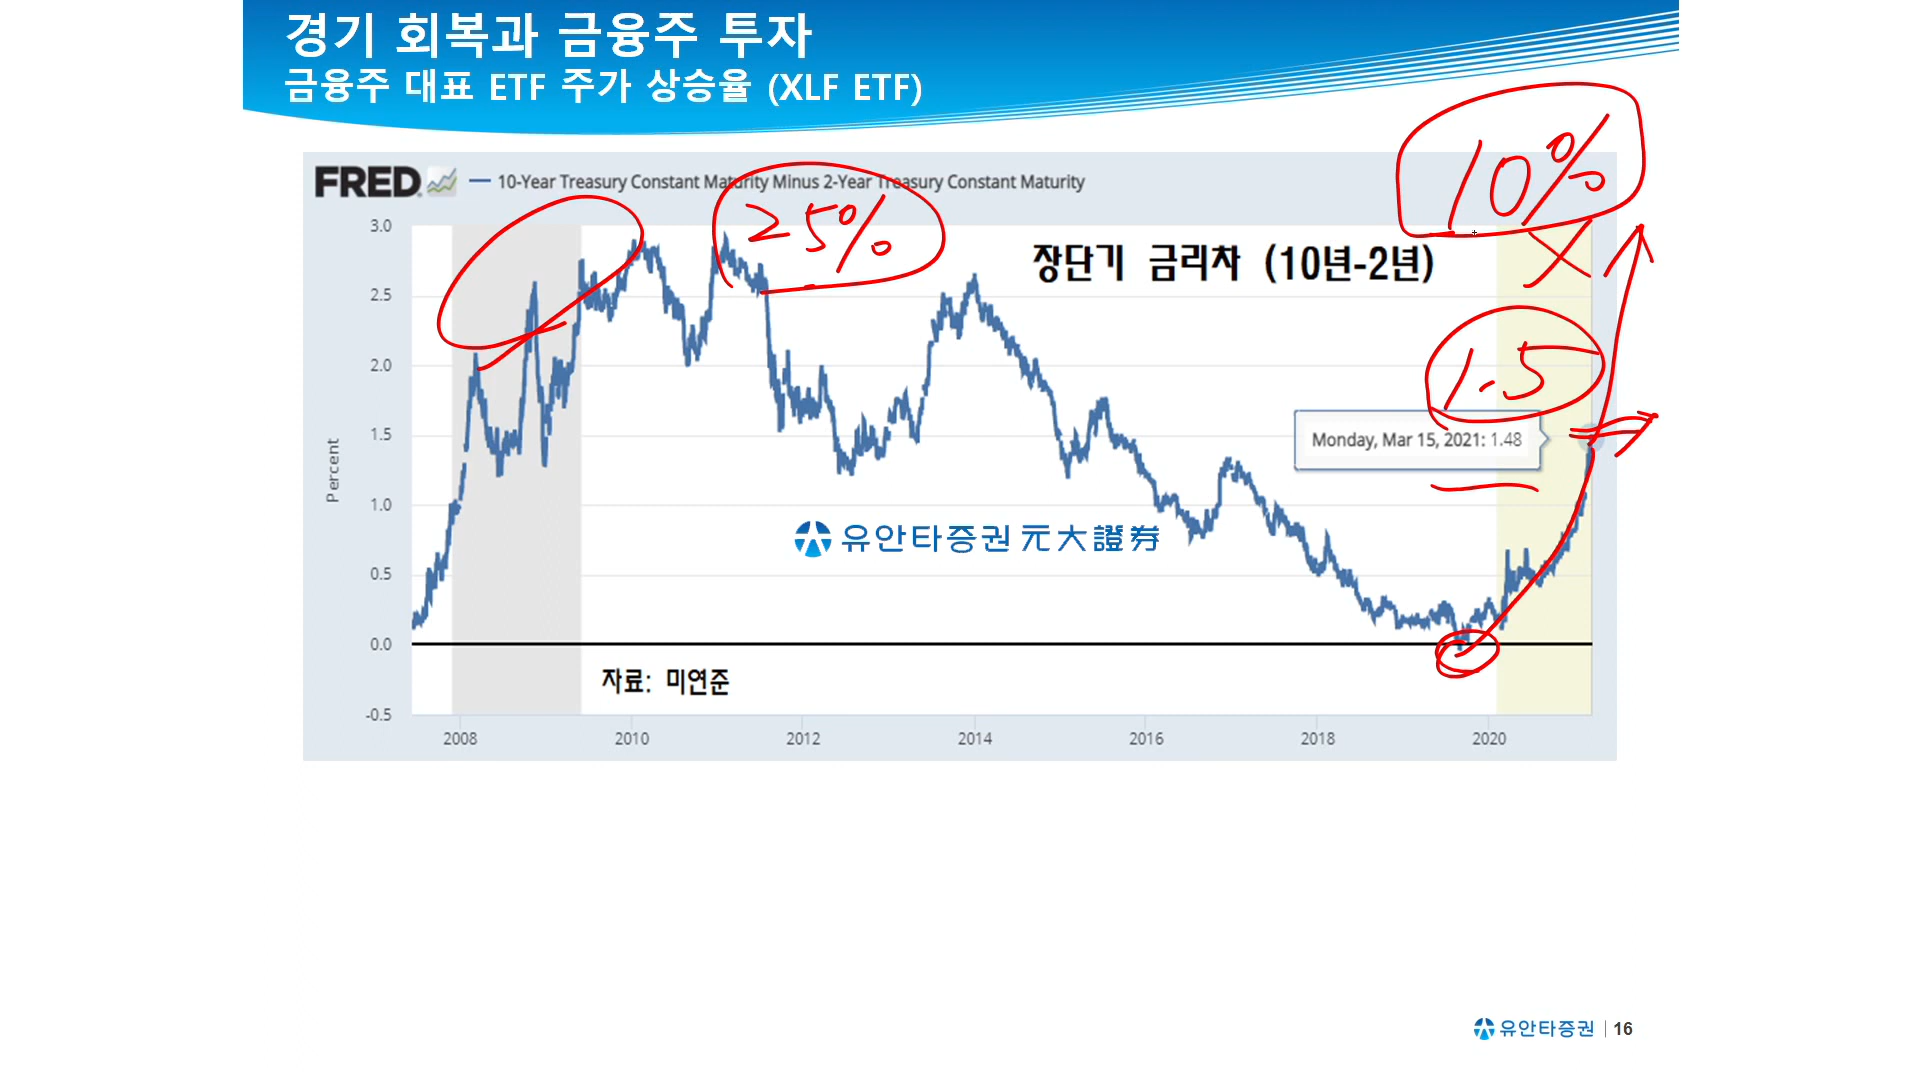 경기 회복과 금융주 투자
금융주 대표 ETF 주가 상승율 (XLF ETF)
FRED 10-Year Treasury Constant Maturity Minus 2-Year Treasury Constant Maturity
10%
25%
장단기 금리차 (10년-2년)
1.5
Monday, Mar 15, 2021: 1.48
3.0
2.5
2.0
1.5
1.0
0.5
0.0
-0.5
Percent
유안타증권 元大證券
자료: 미연준
2008 2010 2012 2014 2016 2018 2020
유안타증권 | 16